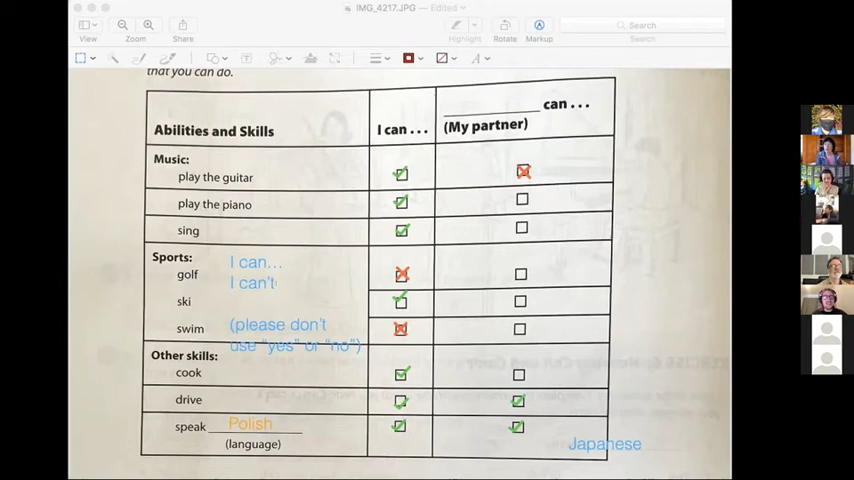 IMG_4217.JPG — Edited
View
Zoom
Share
Highlight
Rotate
Markup
Search
Search
that you can do.
Abilities and Skills
I can . . .
__________ can . . .
(My partner)
Music:
play the guitar
play the piano
sing
Sports:
I can...
golf
I can't
ski
swim
(please don't
use "yes" or "no")
Other skills:
cook
drive
speak Polish
(language)
Japanese